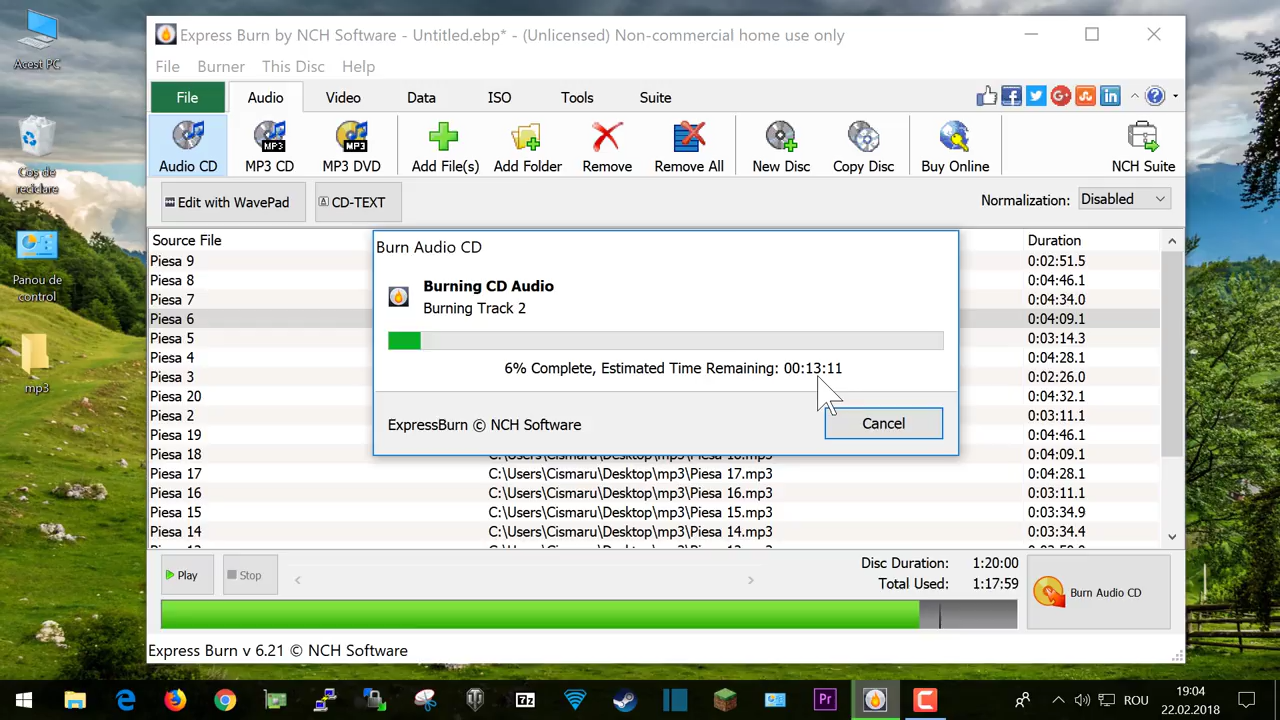 Acest PC
Coș de
reciclare
Panou de
control
mp3
Express Burn by NCH Software - Untitled.ebp* - (Unlicensed) Non-commercial home use only
File Burner This Disc Help
File Audio Video Data ISO Tools Suite
Audio CD MP3 CD MP3 DVD Add File(s) Add Folder Remove Remove All New Disc Copy Disc Buy Online NCH Suite
Edit with WavePad CD-TEXT Normalization: Disabled
Source File Duration
Piesa 9 0:02:51.5
Piesa 8 0:04:46.1
Piesa 7 0:04:34.0
Piesa 6 0:04:09.1
Piesa 5 0:03:14.3
Piesa 4 0:04:28.1
Piesa 3 0:02:26.0
Piesa 20 0:04:32.1
Piesa 2 0:03:11.1
Piesa 19 0:04:46.1
Piesa 18 0:03:11.1
Piesa 17 C:\Users\Cismaru\Desktop\mp3\Piesa 17.mp3 0:04:28.1
Piesa 16 C:\Users\Cismaru\Desktop\mp3\Piesa 16.mp3 0:03:11.1
Piesa 15 C:\Users\Cismaru\Desktop\mp3\Piesa 15.mp3 0:03:34.9
Piesa 14 C:\Users\Cismaru\Desktop\mp3\Piesa 14.mp3 0:03:34.4
Burn Audio CD
Burning CD Audio
Burning Track 2
6% Complete, Estimated Time Remaining: 00:13:11
ExpressBurn © NCH Software
Cancel
Play Stop
Disc Duration: 1:20:00
Total Used: 1:17:59
Burn Audio CD
Express Burn v 6.21 © NCH Software
7z Pr ROU 19:04
22.02.2018